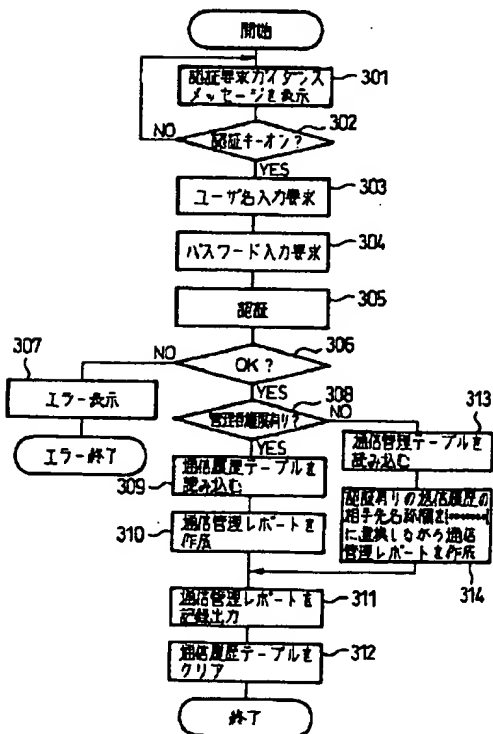 開始
認証要求ガイダンス
メッセージを表示
301
302
認証キーオン？
NO
YES
ユーザ名入力要求
303
パスワード入力要求
304
認証
305
306
OK？
NO
YES
307
エラー表示
エラー終了
308
管理者権限有り？
NO
YES
通信履歴テーブルを
読み込む
309
通信管理レポートを
作成
310
313
通信管理テーブルを
読み込む
認証有りの送信履歴の
相手先名称欄を[*******]
に置換しながら通信
管理レポートを作成
314
通信管理レポートを
記録出力
311
通信履歴テーブルを
クリア
312
終了